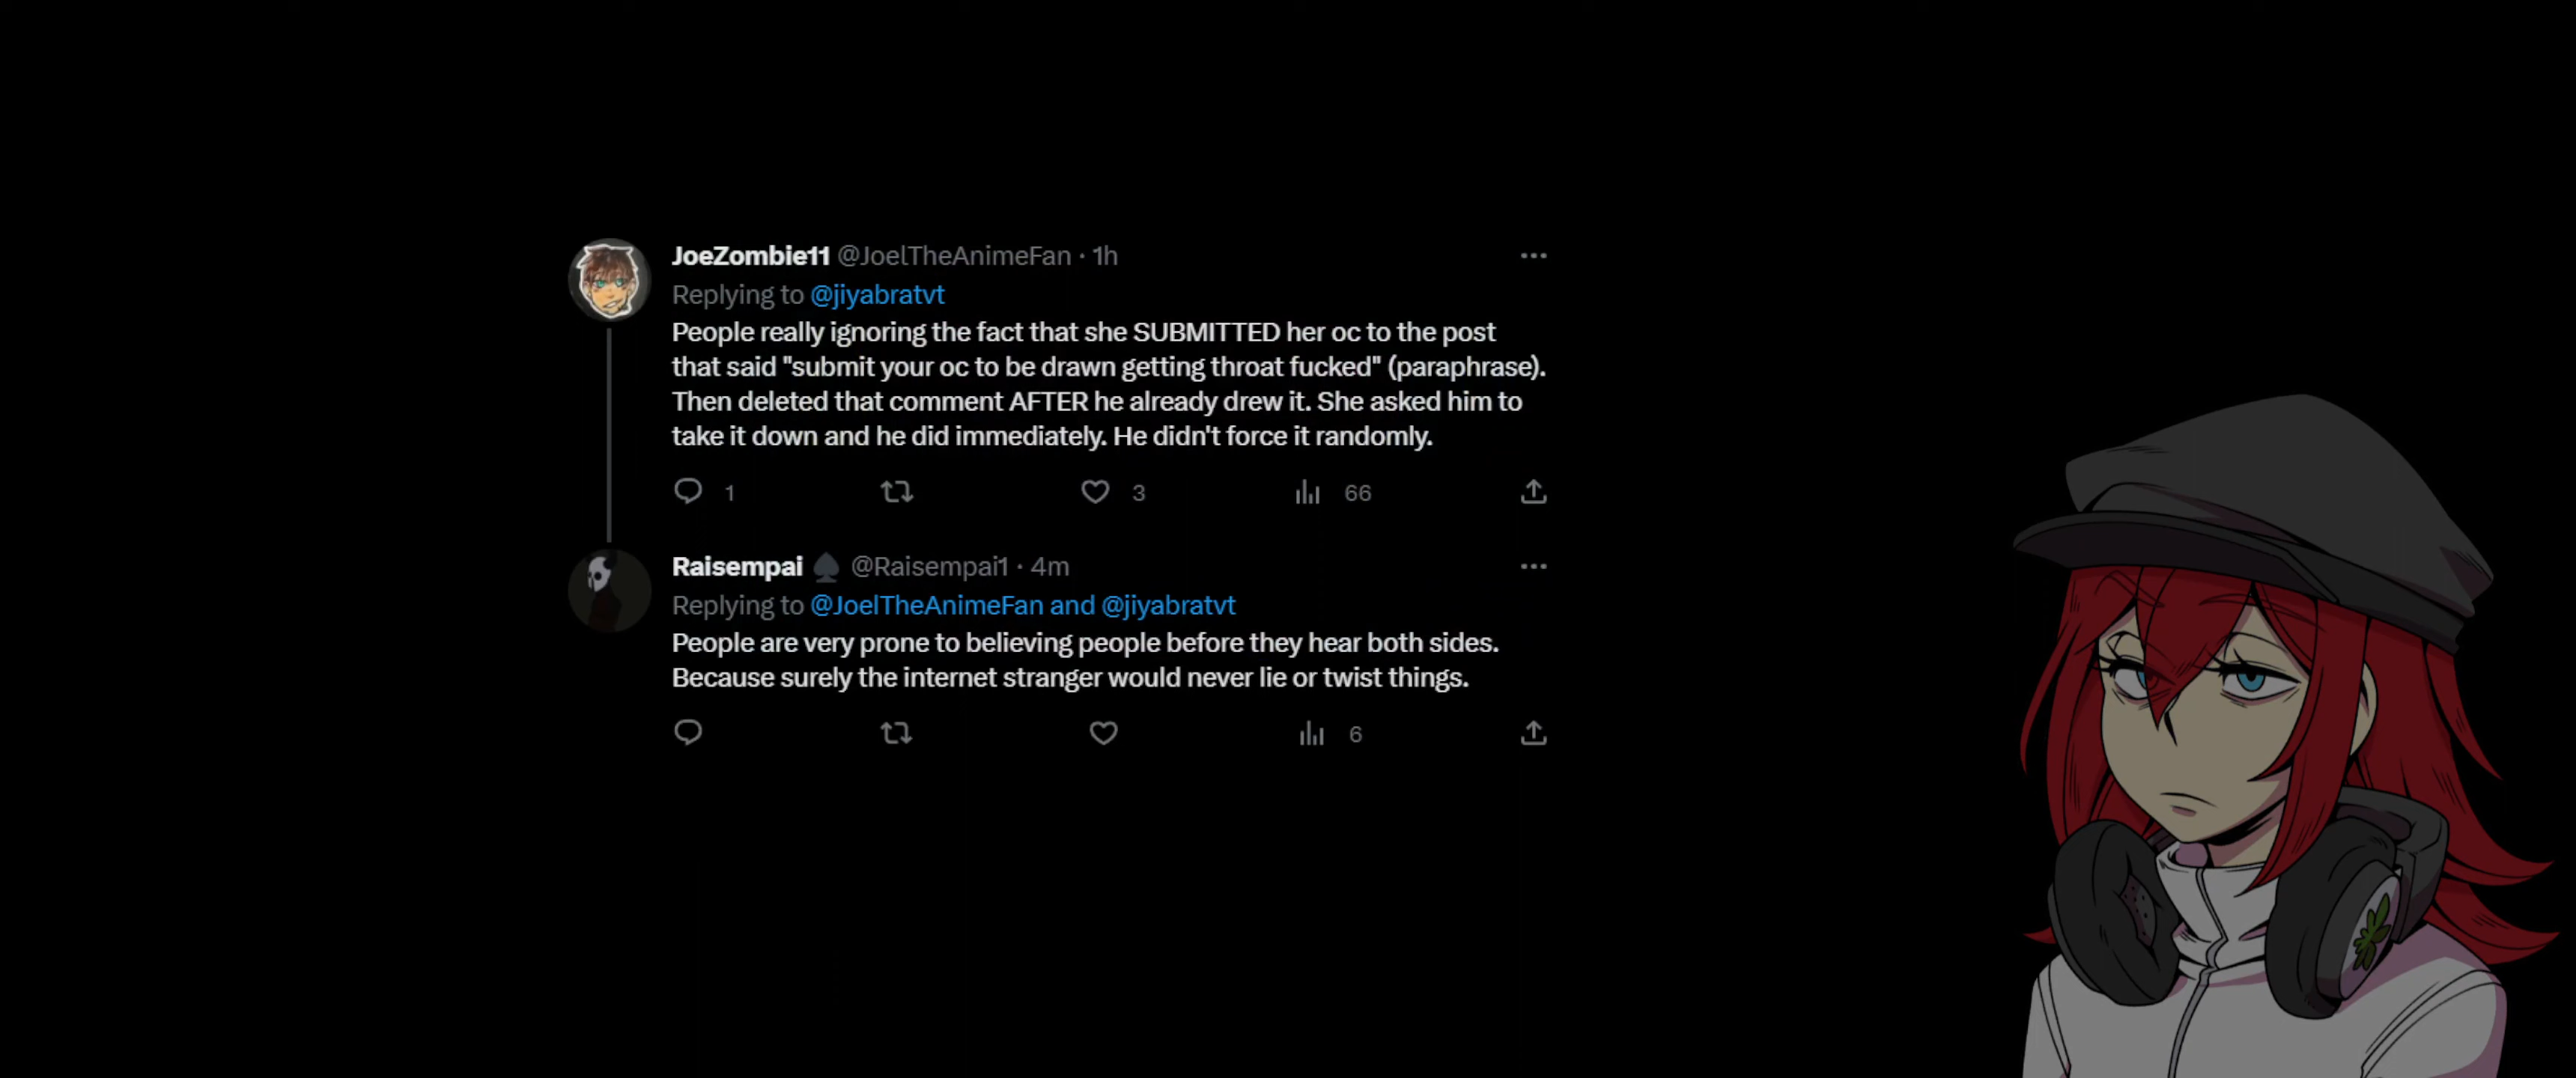 JoeZombie11 @JoelTheAnimeFan · 1h
Replying to @jiyabratvt
People really ignoring the fact that she SUBMITTED her oc to the post
that said "submit your oc to be drawn getting throat fucked" (paraphrase).
Then deleted that comment AFTER he already drew it. She asked him to
take it down and he did immediately. He didn't force it randomly.
1 3 66
Raisempai @Raisempai1 · 4m
Replying to @JoelTheAnimeFan and @jiyabratvt
People are very prone to believing people before they hear both sides.
Because surely the internet stranger would never lie or twist things.
6